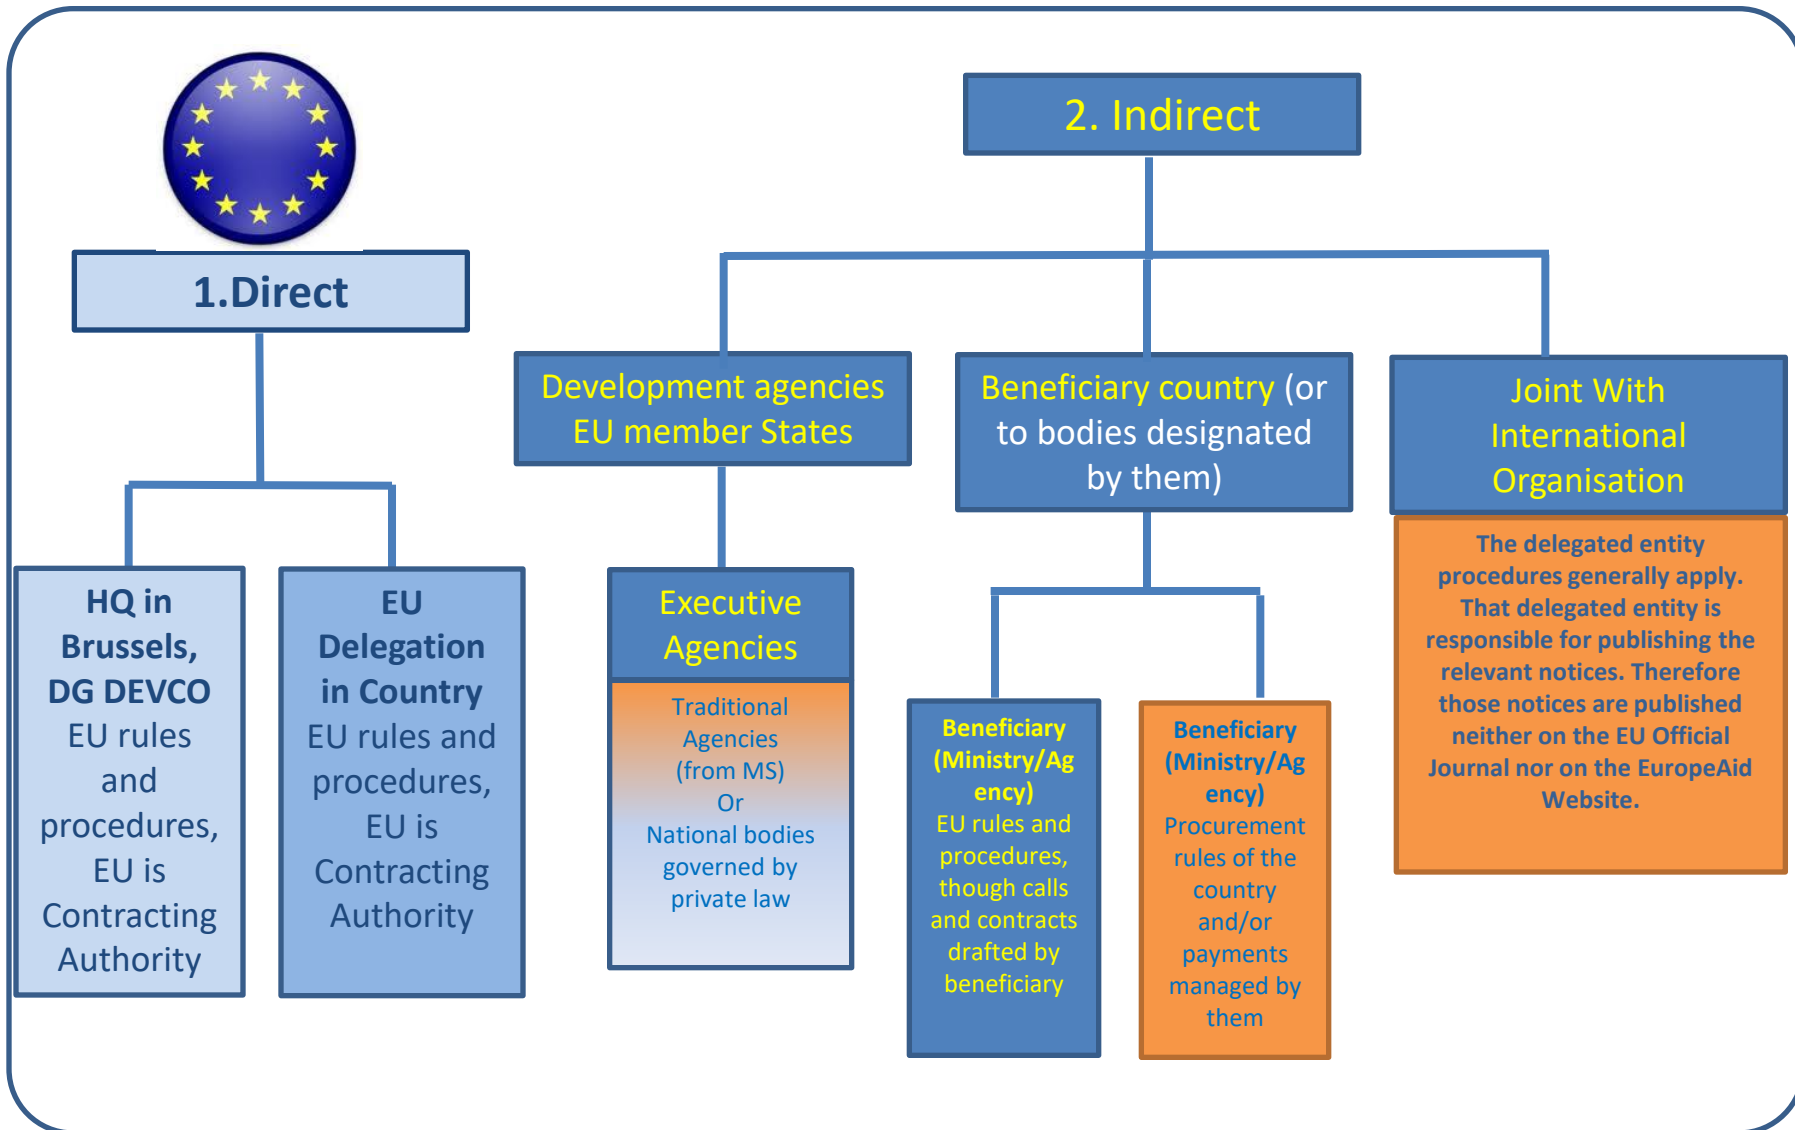 1.Direct
HQ in
Brussels,
DG DEVCO
EU rules
and
procedures,
EU is
Contracting
Authority
EU
Delegation
in Country
EU rules and
procedures,
EU is
Contracting
Authority
2. Indirect
Development agencies
EU member States
Executive
Agencies
Traditional
Agencies
(from MS)
Or
National bodies
governed by
private law
Beneficiary country (or
to bodies designated
by them)
Beneficiary
(Ministry/Ag
ency)
EU rules and
procedures,
though calls
and contracts
drafted by
beneficiary
Beneficiary
(Ministry/Ag
ency)
Procurement
rules of the
country
and/or
payments
managed by
them
Joint With
International
Organisation
The delegated entity
procedures generally apply.
That delegated entity is
responsible for publishing the
relevant notices. Therefore
those notices are published
neither on the EU Official
Journal nor on the EuropeAid
Website.